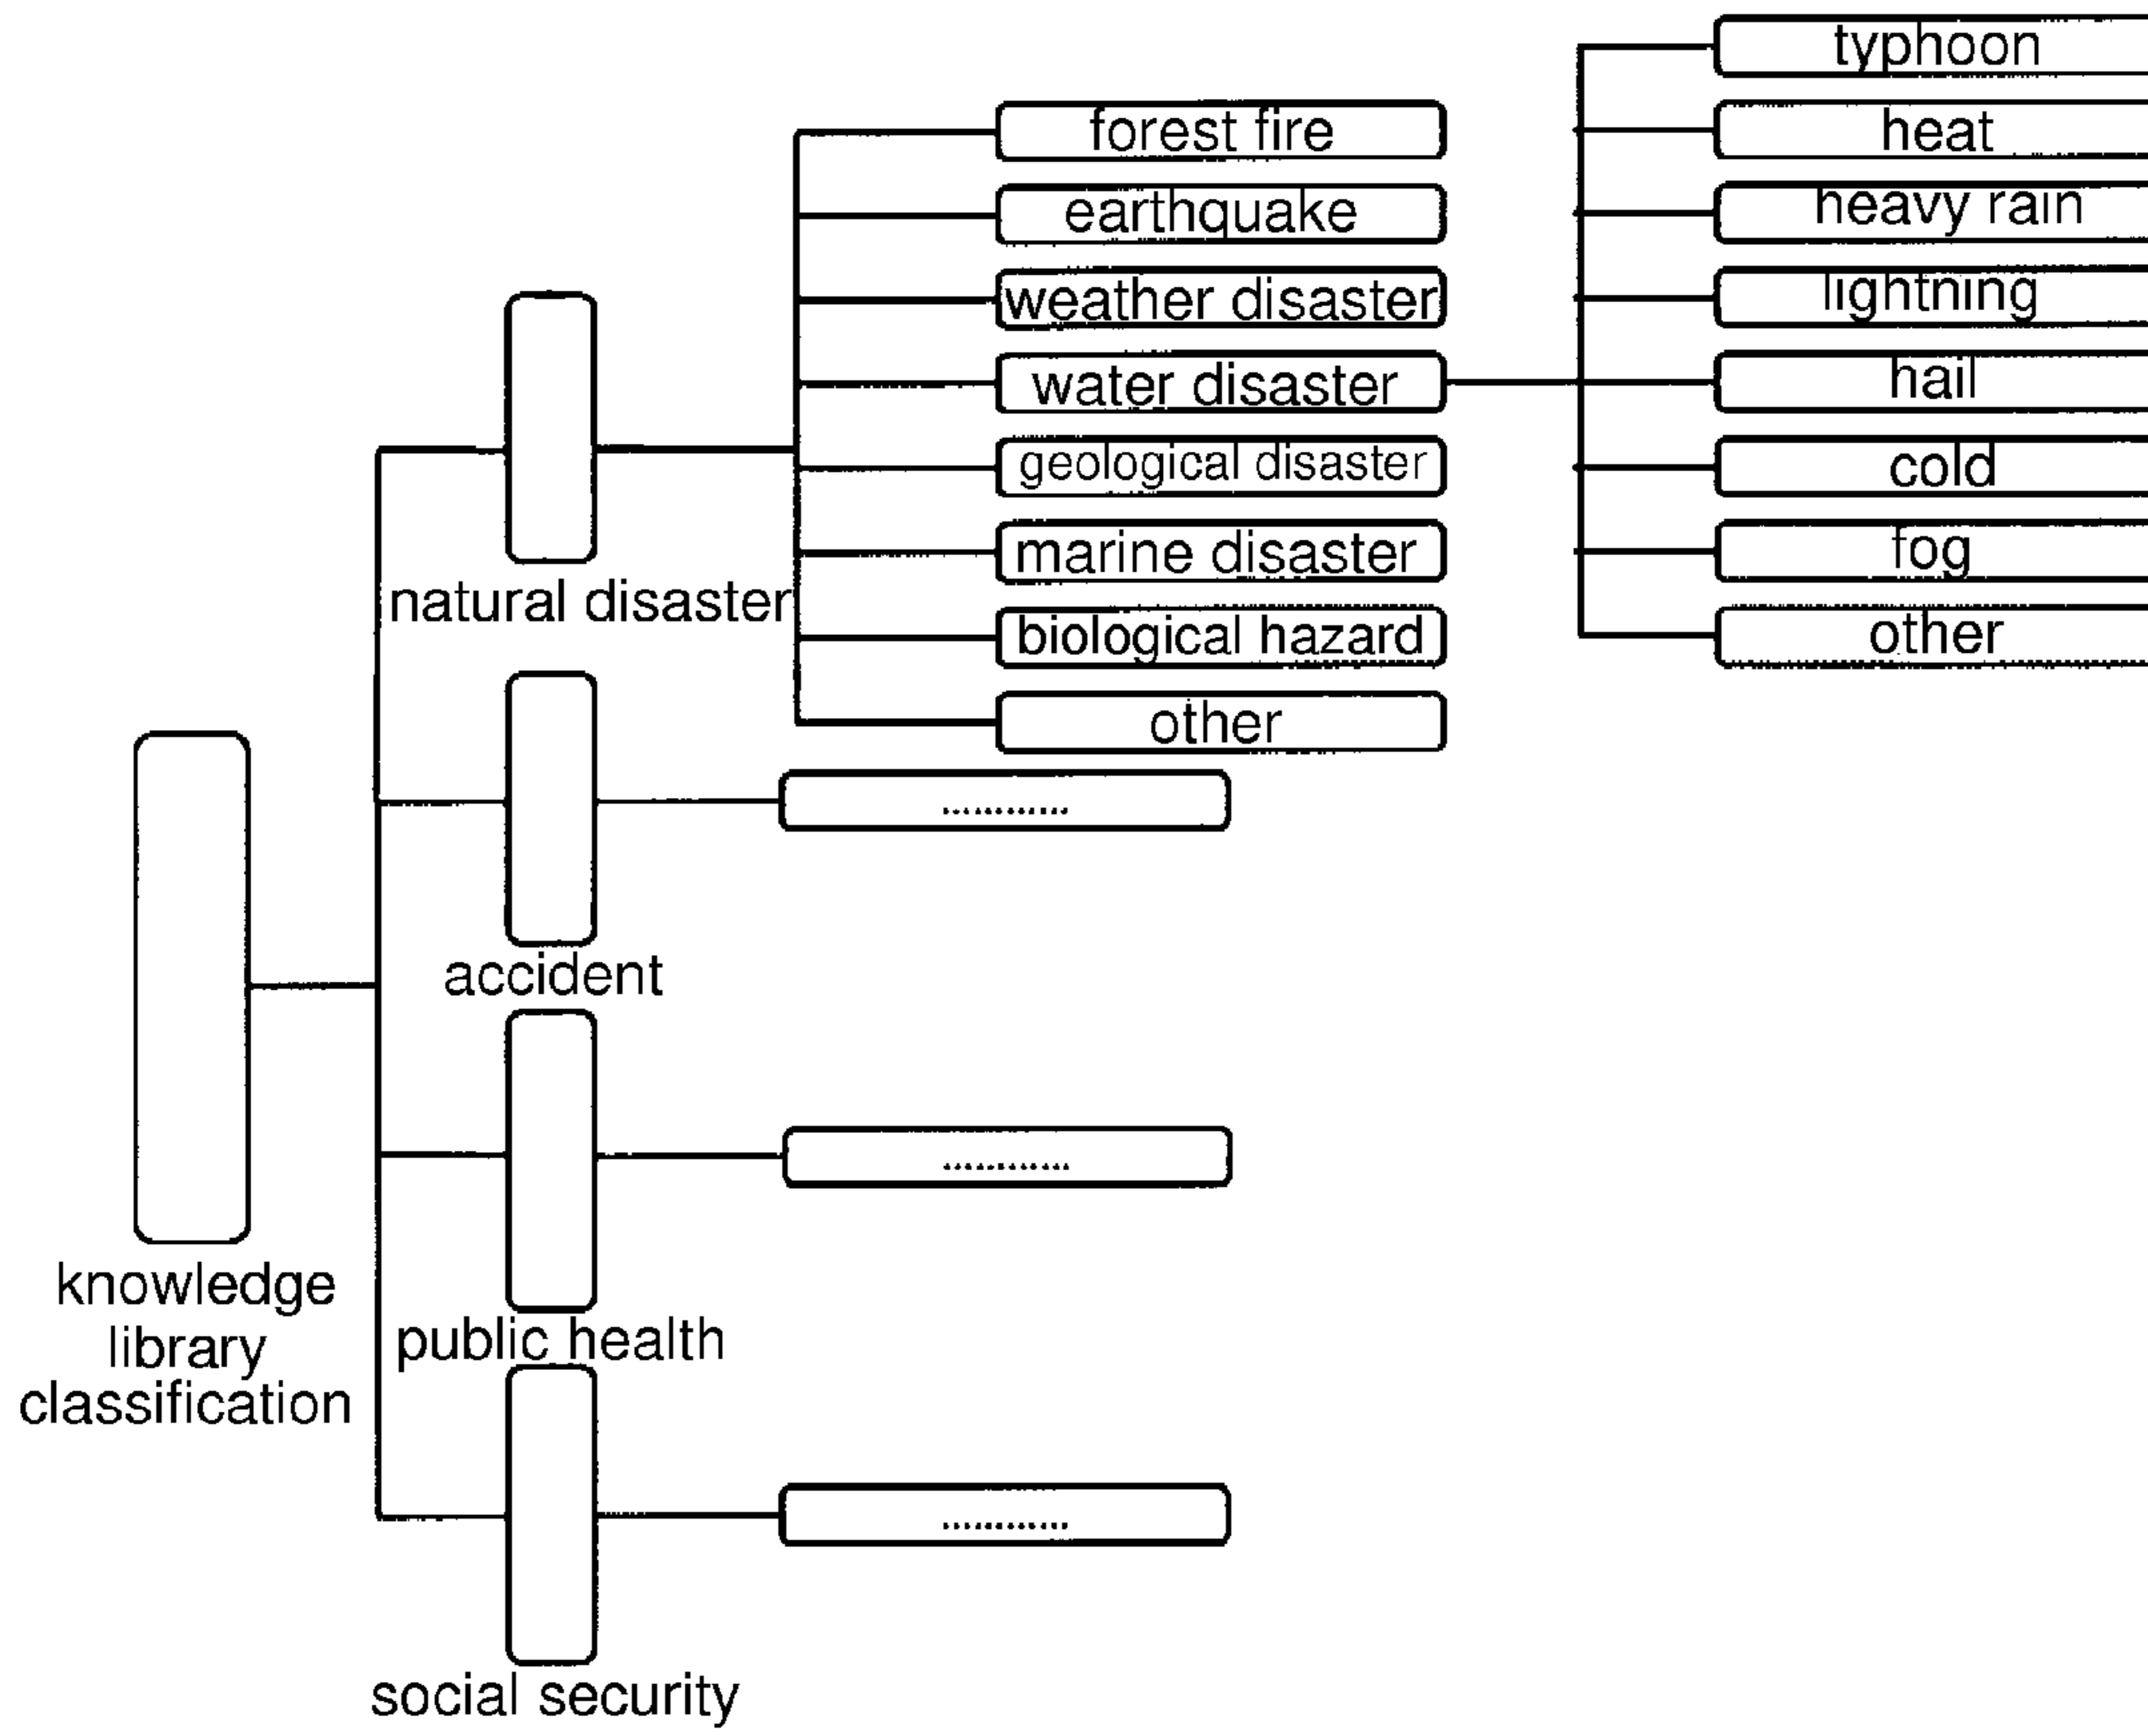 typhoon
forest fire
heat
earthquake
heavy rain
weather disaster
lightning
water disaster
hail
geological disaster
cold
marine disaster
fog
natural disaster
biological hazard
other
other
............
accident
............
knowledge
library
classification
public health
............
social security